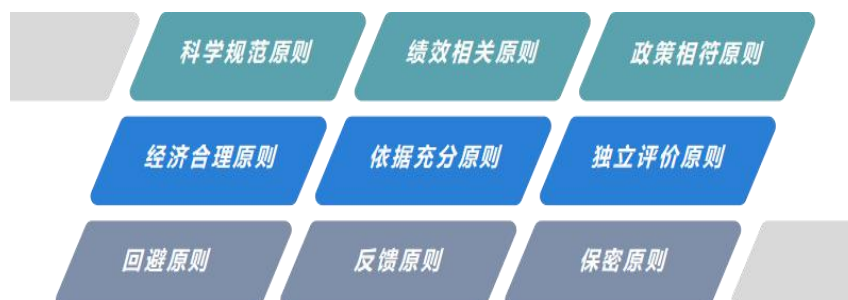 科学规范原则 绩效相关原则 政策相符原则
经济合理原则 依据充分原则 独立评价原则
回避原则 反馈原则 保密原则